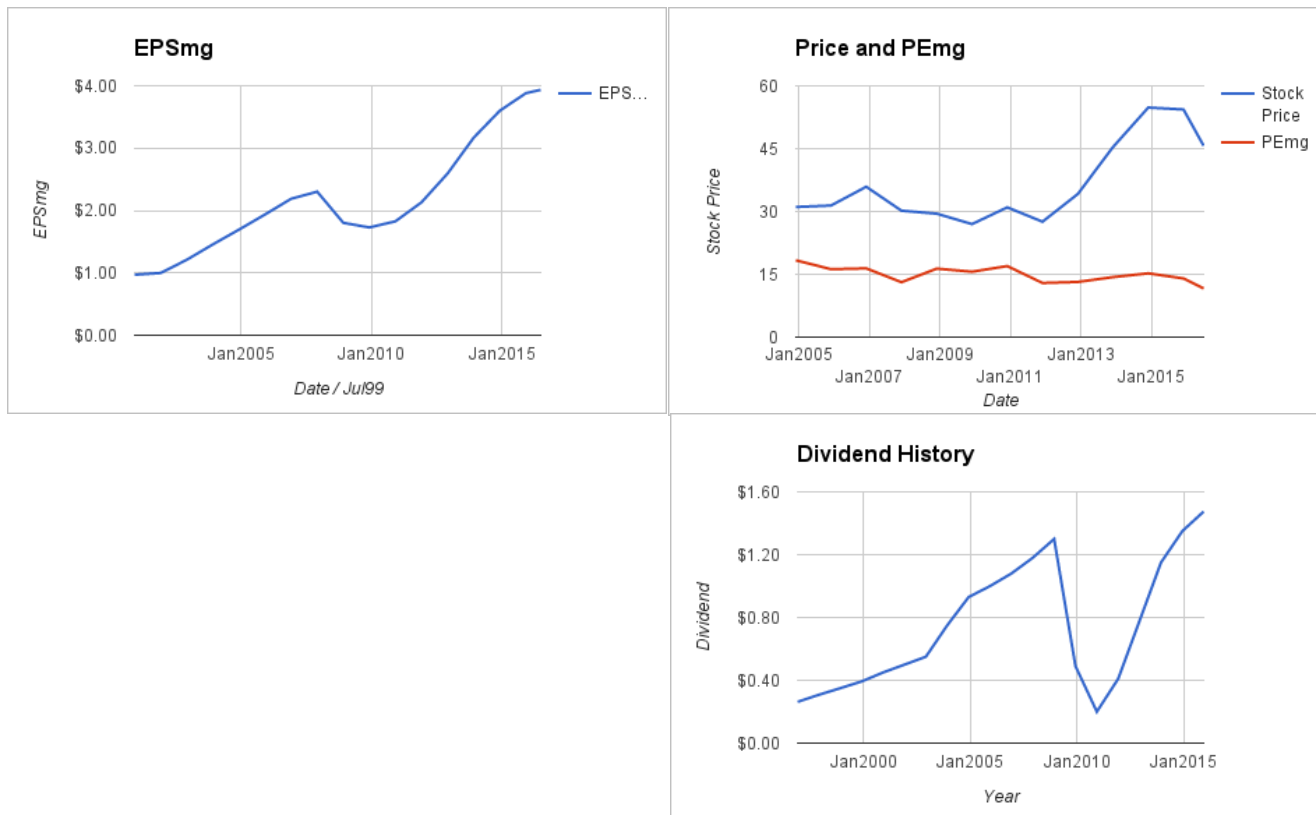 EPSmg
$4.00
$3.00
$2.00
$1.00
$0.00
EPSmg
EPS...
Jan2005 Jan2010 Jan2015
Date / Jul99
Price and PEmg
60
45
30
15
0
Stock Price
Stock
Price
PEmg
Jan2005 Jan2009 Jan2013
Jan2007 Jan2011 Jan2015
Date
Dividend History
$1.60
$1.20
$0.80
$0.40
$0.00
Dividend
Jan2000 Jan2005 Jan2010 Jan2015
Year